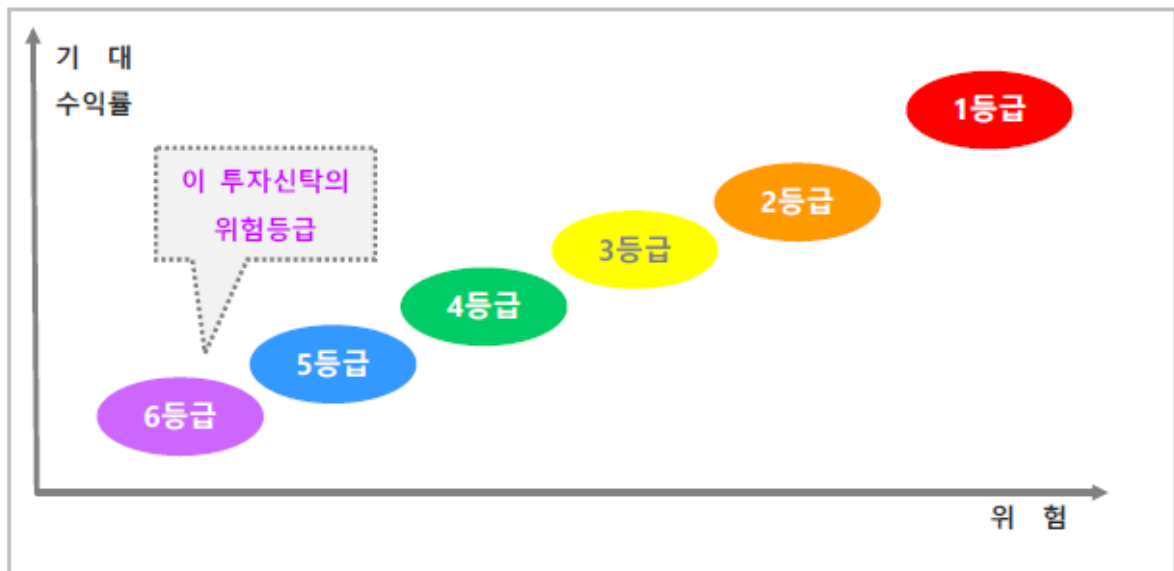 기 대
수익률
1등급
이 투자신탁의
위험등급
2등급
3등급
4등급
5등급
6등급
위 험